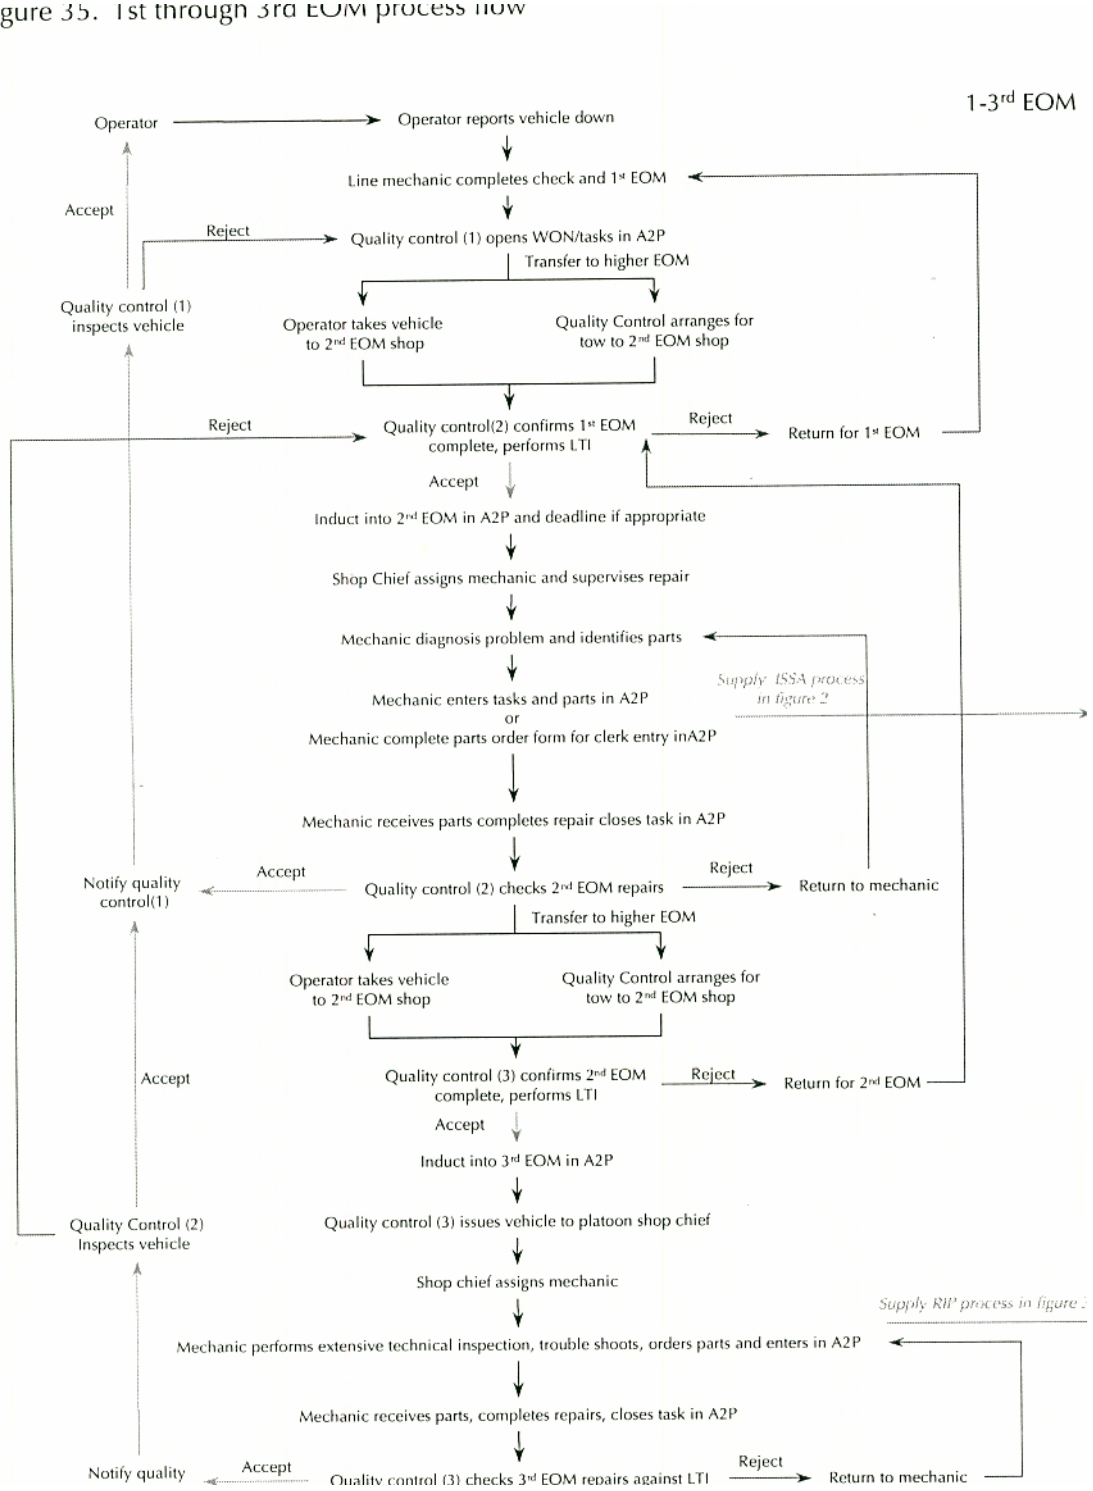 gure 35. 1st through 3rd EOM process flow
1-3rd EOM
Operator
Operator reports vehicle down
Line mechanic completes check and 1st EOM
Accept
Reject
Quality control (1) opens WON/tasks in A2P
Transfer to higher EOM
Quality control (1)
inspects vehicle
Operator takes vehicle
to 2nd EOM shop
Quality Control arranges for
tow to 2nd EOM shop
Reject
Quality control(2) confirms 1st EOM
complete, performs LTI
Reject
Return for 1st EOM
Accept
Induct into 2nd EOM in A2P and deadline if appropriate
Shop Chief assigns mechanic and supervises repair
Mechanic diagnosis problem and identifies parts
Supply ISSA process
in figure 2
Mechanic enters tasks and parts in A2P
or
Mechanic complete parts order form for clerk entry inA2P
Mechanic receives parts completes repair closes task in A2P
Notify quality
control(1)
Accept
Quality control (2) checks 2nd EOM repairs
Reject
Return to mechanic
Transfer to higher EOM
Operator takes vehicle
to 2nd EOM shop
Quality Control arranges for
tow to 2nd EOM shop
Accept
Quality control (3) confirms 2nd EOM
complete, performs LTI
Reject
Return for 2nd EOM
Accept
Induct into 3rd EOM in A2P
Quality Control (2)
Inspects vehicle
Quality control (3) issues vehicle to platoon shop chief
Shop chief assigns mechanic
Supply RIP process in figure
Mechanic performs extensive technical inspection, trouble shoots, orders parts and enters in A2P
Mechanic receives parts, completes repairs, closes task in A2P
Notify quality
Accept
Quality control (3) checks 3rd EOM repairs against LTI
Reject
Return to mechanic